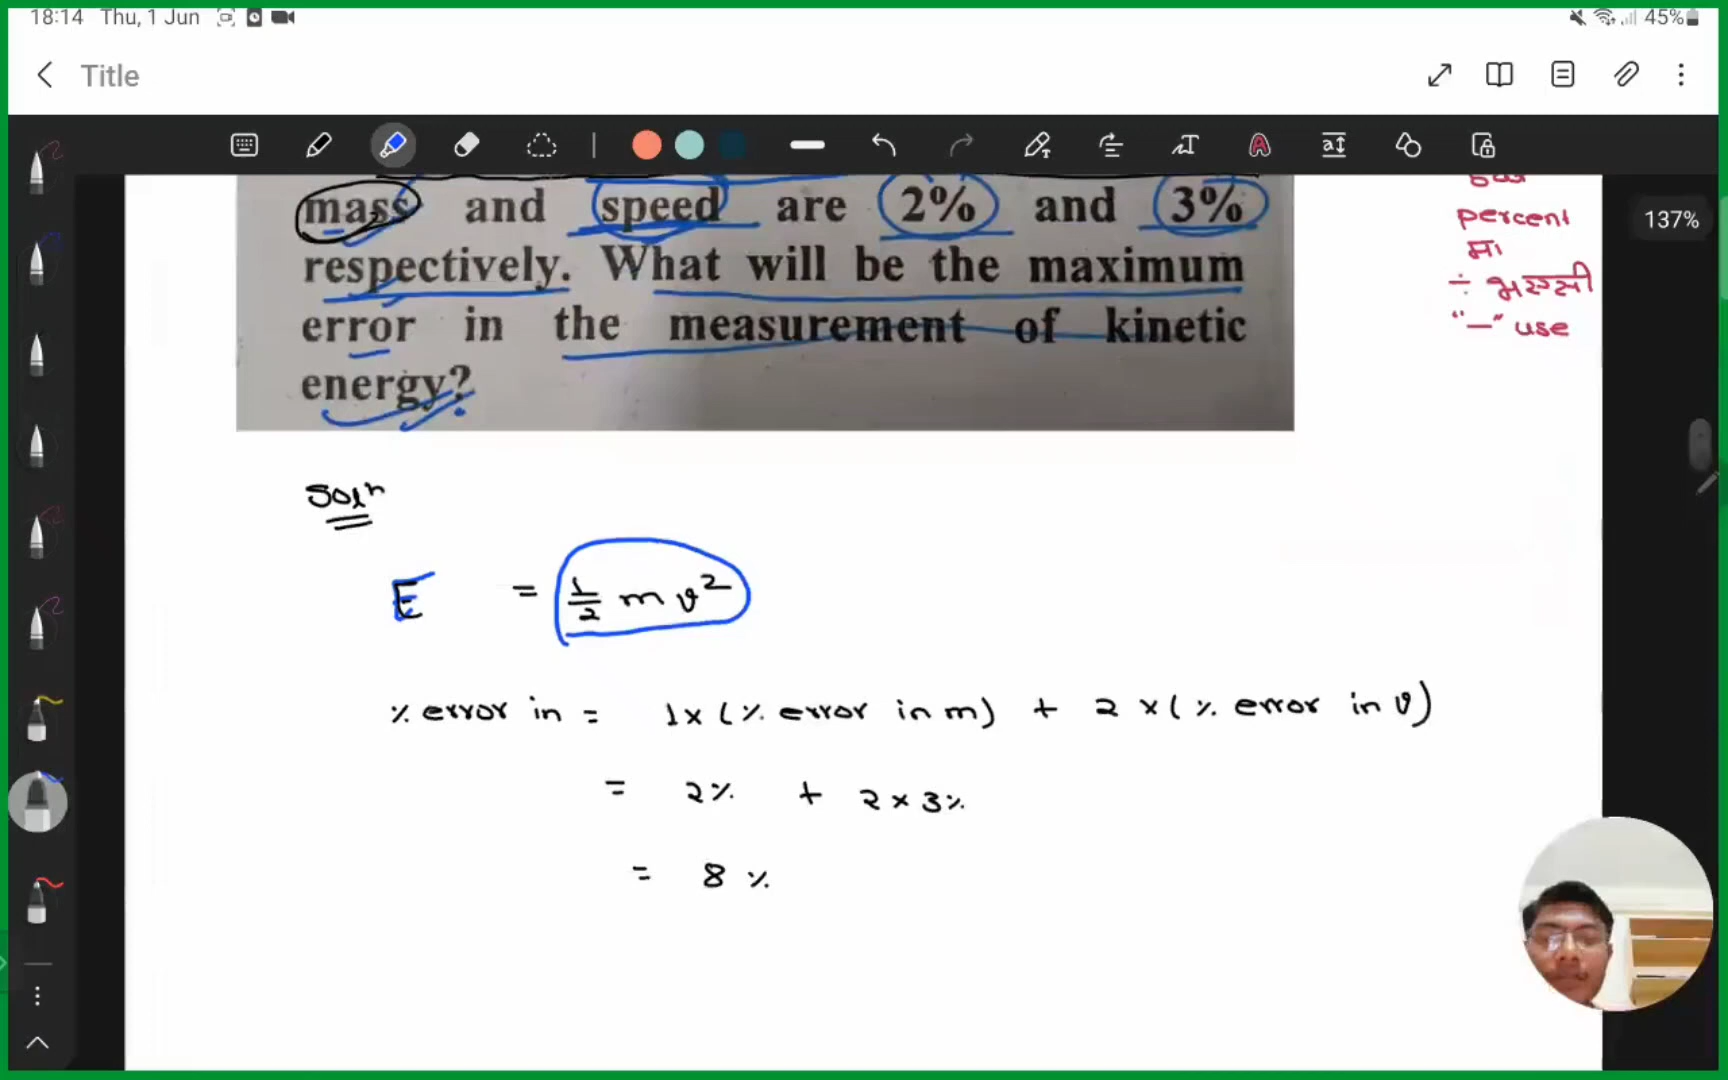 18:14 Thu, 1 Jun
45%
Title
137%
mass and speed are 2% and 3%
respectively. What will be the maximum
error in the measurement of kinetic
energy?
percent
मा
÷
"—" use
Solⁿ
E = 1/2 m v²
% error in = 1x (% error in m) + 2 x (% error in v)
= 2% + 2 x 3%
= 8 %